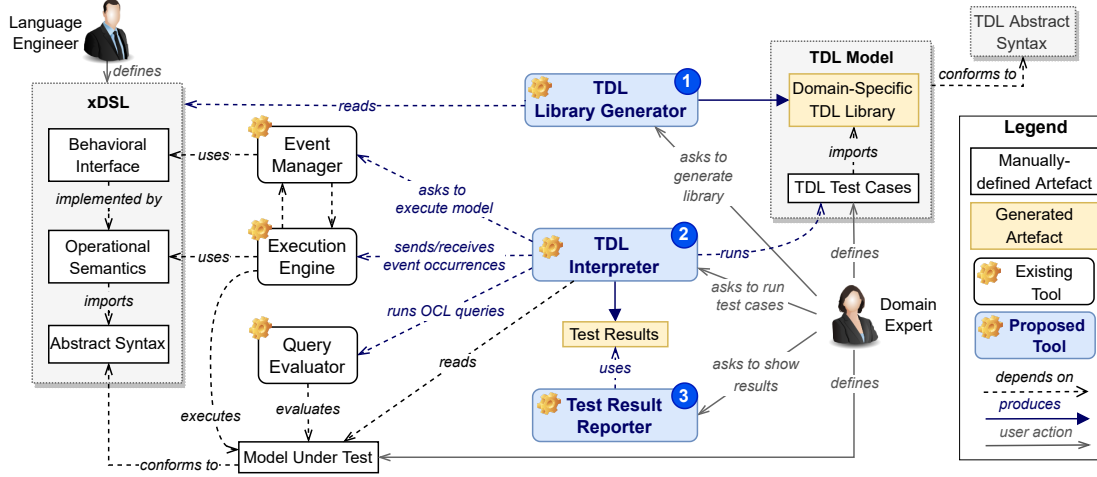 Language
Engineer
defines
xDSL
Behavioral
Interface
implemented by
Operational
Semantics
imports
Abstract Syntax
uses
uses
Event
Manager
Execution
Engine
Query
Evaluator
executes
evaluates
conforms to
Model Under Test
reads
asks to
execute model
sends/receives
event occurrences
runs OCL queries
reads
1
TDL
Library Generator
2
TDL
Interpreter
Test Results
uses
3
Test Result
Reporter
runs
asks to
generate
library
asks to run
test cases
asks to show
results
TDL Model
Domain-Specific
TDL Library
imports
TDL Test Cases
defines
Domain
Expert
defines
conforms to
TDL Abstract
Syntax
Legend
Manually-
defined Artefact
Generated
Artefact
Existing
Tool
Proposed
Tool
depends on
produces
user action